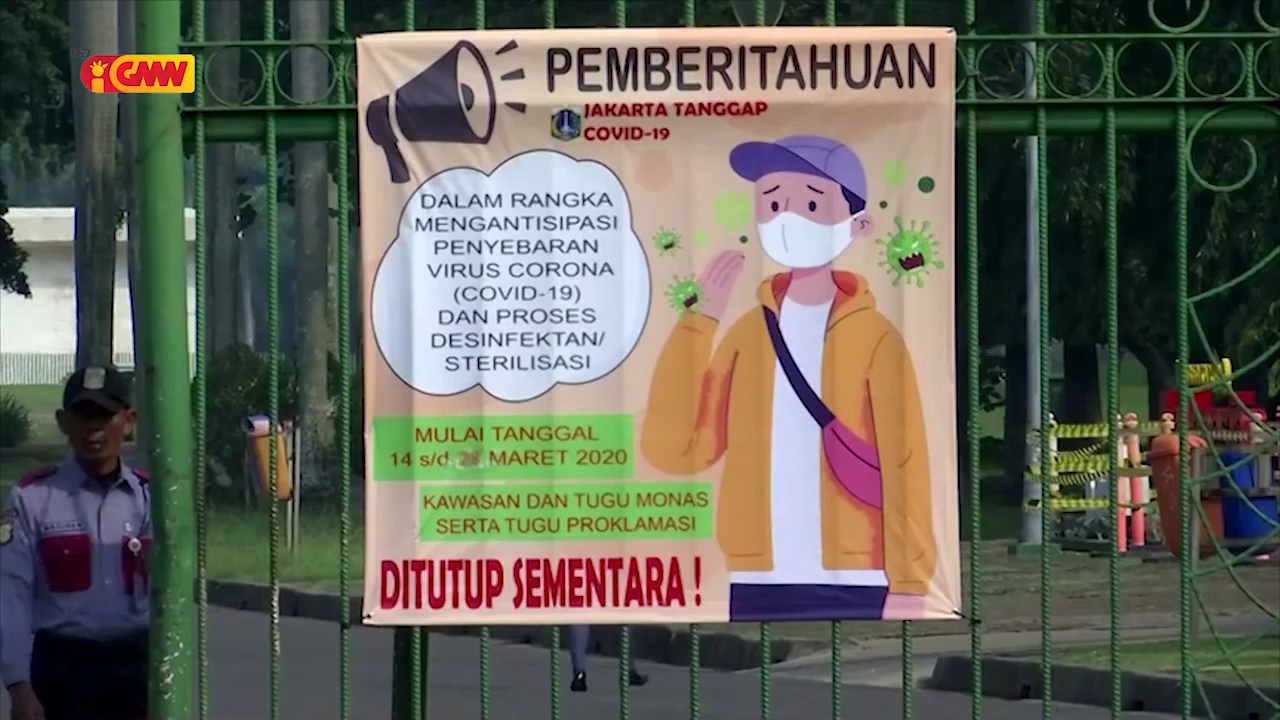 GMW
PEMBERITAHUAN
JAKARTA TANGGAP
COVID-19
DALAM RANGKA
MENGANTISIPASI
PENYEBARAN
VIRUS CORONA
(COVID-19)
DAN PROSES
DESINFEKTAN/
STERILISASI
MULAI TANGGAL
14 s/d MARET 2020
KAWASAN DAN TUGU MONAS
SERTA TUGU PROKLAMASI
DITUTUP SEMENTARA !